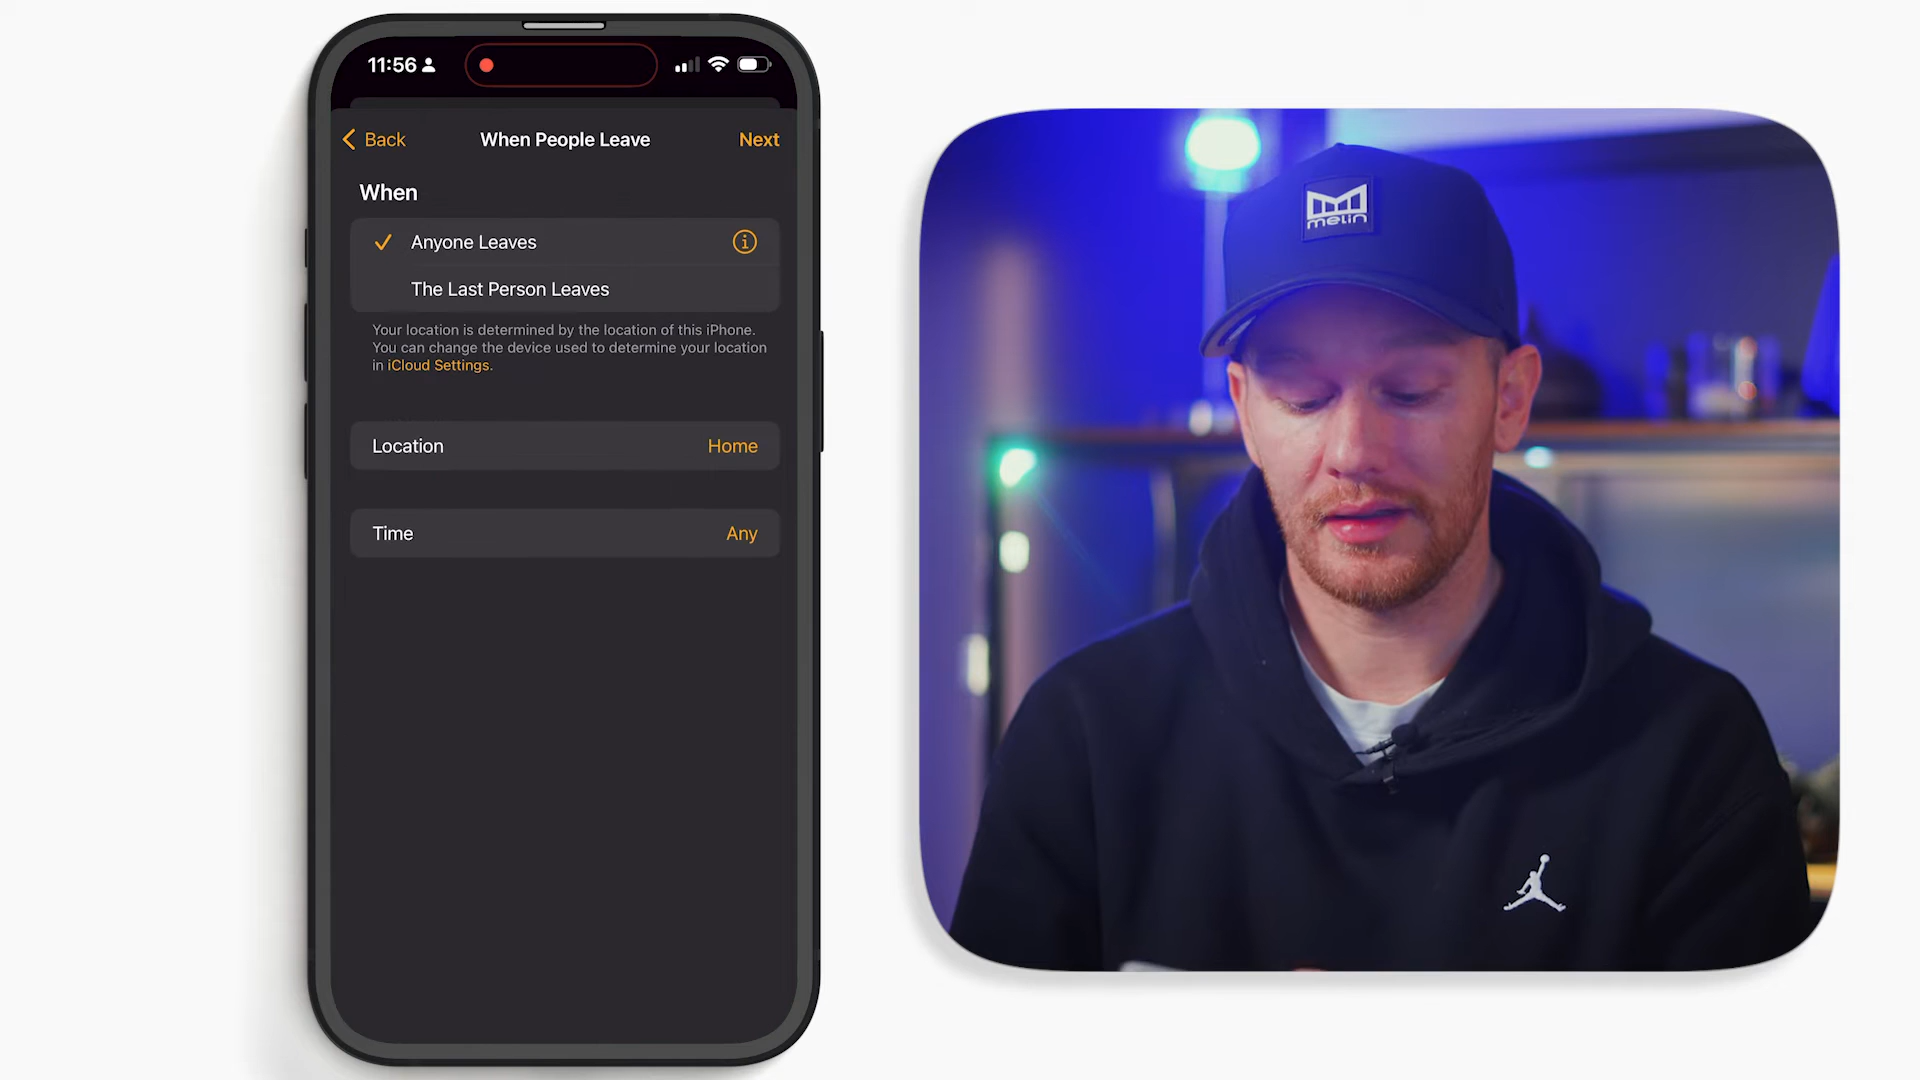 11:56
Back
When People Leave
Next
When
Anyone Leaves
The Last Person Leaves
Your location is determined by the location of this iPhone.
You can change the device used to determine your location
in iCloud Settings.
Location
Home
Time
Any
melin